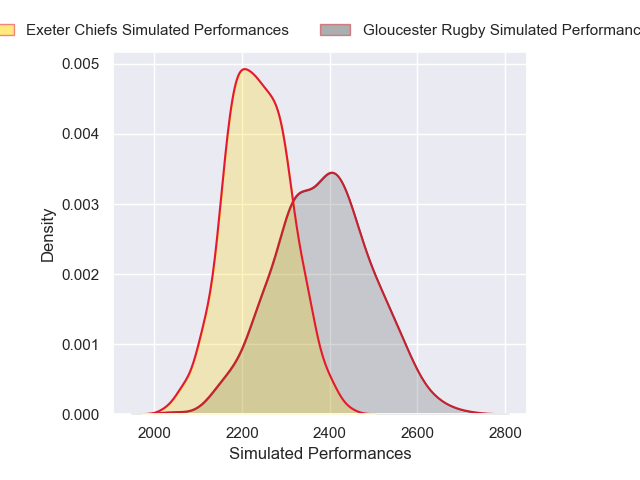 Exeter Chiefs Simulated Performances Gloucester Rugby Simulated Performanc
0.005
0.004
0.003
0.002
0.001
0.000
Density
2000 2200 2400 2600 2800
Simulated Performances